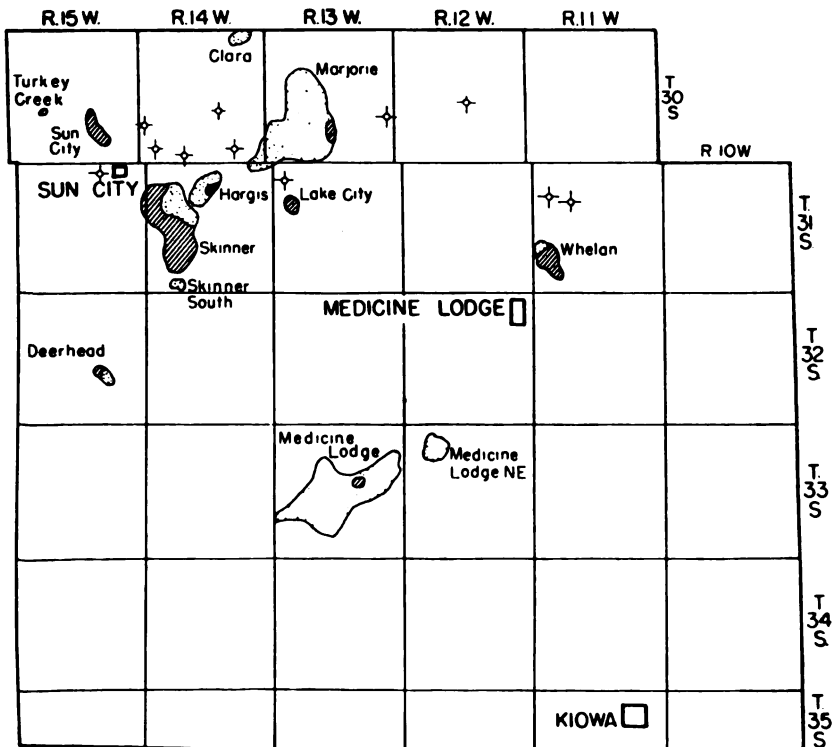 R.15 W.
R.14 W.
R.13 W.
R.12 W.
R.11 W.
Clara
Marjorie
Turkey
Creek
Sun
City
T
30
S
R 10W
SUN CITY
Hargis
Lake City
T.
31
S.
Skinner
Whelan
Skinner
South
MEDICINE LODGE
Deerhead
T
32
S.
Medicine
Lodge
Medicine
Lodge NE
T.
33
S
T
34
S.
KIOWA
T.
35
S